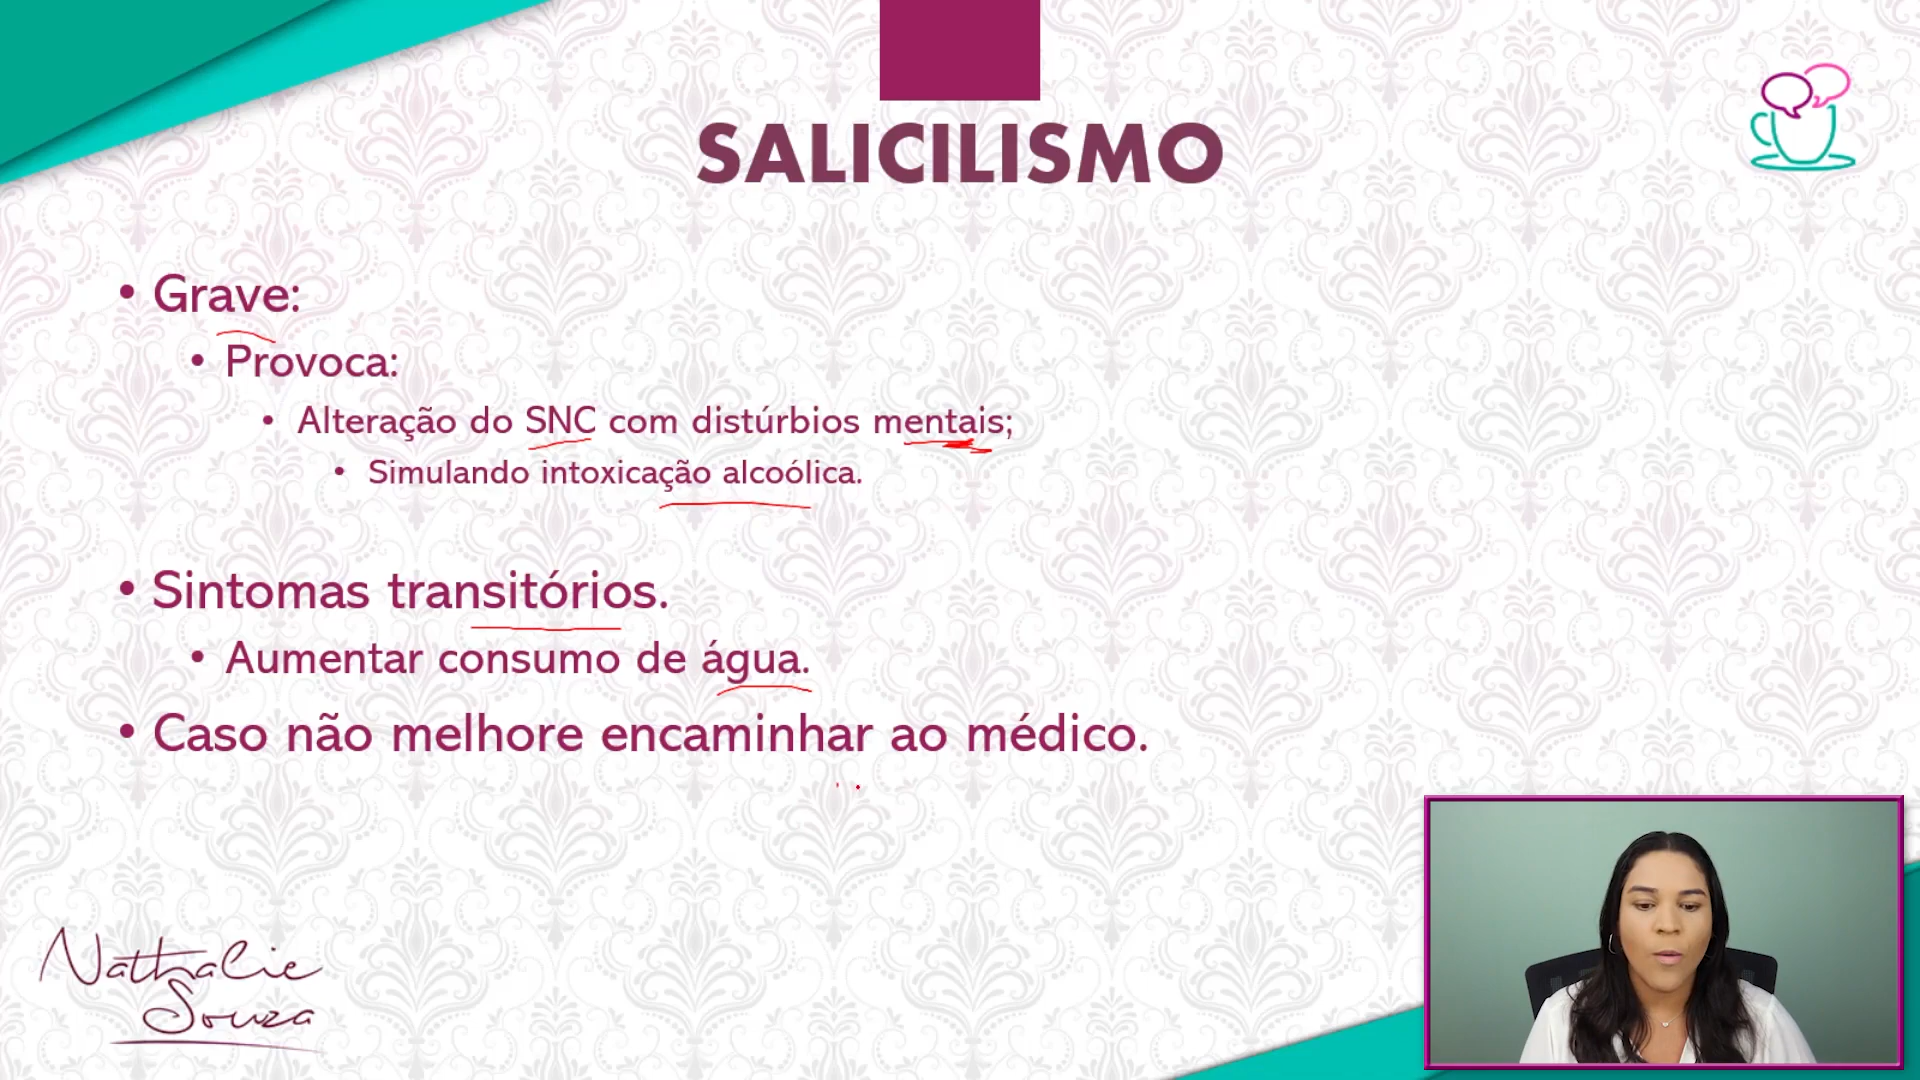 SALICILISMO
• Grave:
• Provoca:
• Alteração do SNC com distúrbios mentais;
• Simulando intoxicação alcoólica.
• Sintomas transitórios.
• Aumentar consumo de água.
• Caso não melhore encaminhar ao médico.
Nathalie
Souza